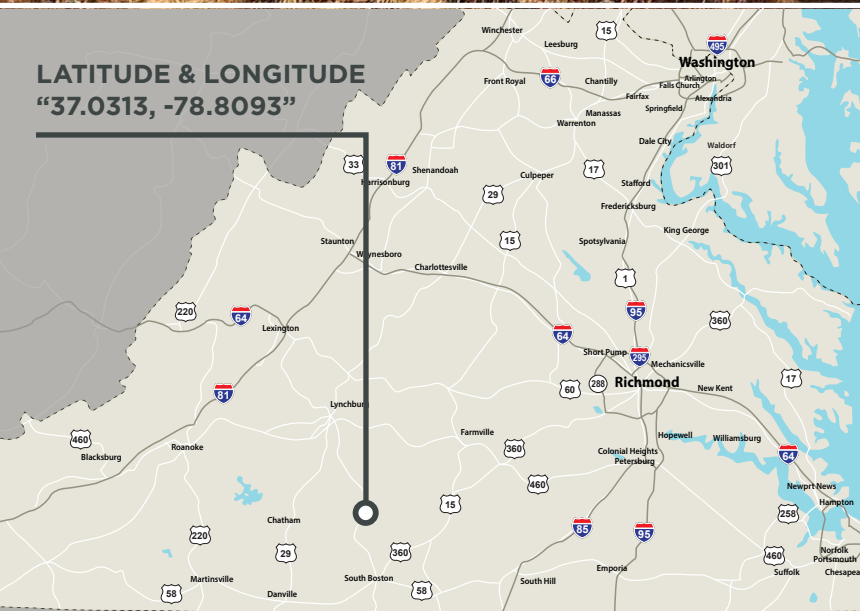 LATITUDE & LONGITUDE
“37.0313, -78.8093”
Winchester
15
Leesburg
495
Washington
Front Royal
66
Chantilly
Arlington
Falls Church
Fairfax
Alexandria
Springfield
Manassas
Warrenton
Dale City
Waldorf
33
81
Shenandoah
17
301
Harrisonburg
Culpeper
Stafford
29
Fredericksburg
King George
Staunton
15
Spotsylvania
Waynesboro
Charlottesville
1
220
64
95
360
Lexington
64
Short Pump
295
Mechanicsville
288
Richmond
17
81
60
New Kent
Lynchburg
460
Farmville
Hopewell
Williamsburg
Roanoke
360
Colonial Heights
64
Blacksburg
Petersburg
460
Newprt News
15
Hampton
258
Chatham
85
95
220
29
360
Norfolk
460
Portsmouth
Emporia
Suffolk
Chesapea
Martinsville
South Boston
South Hill
58
Danville
58